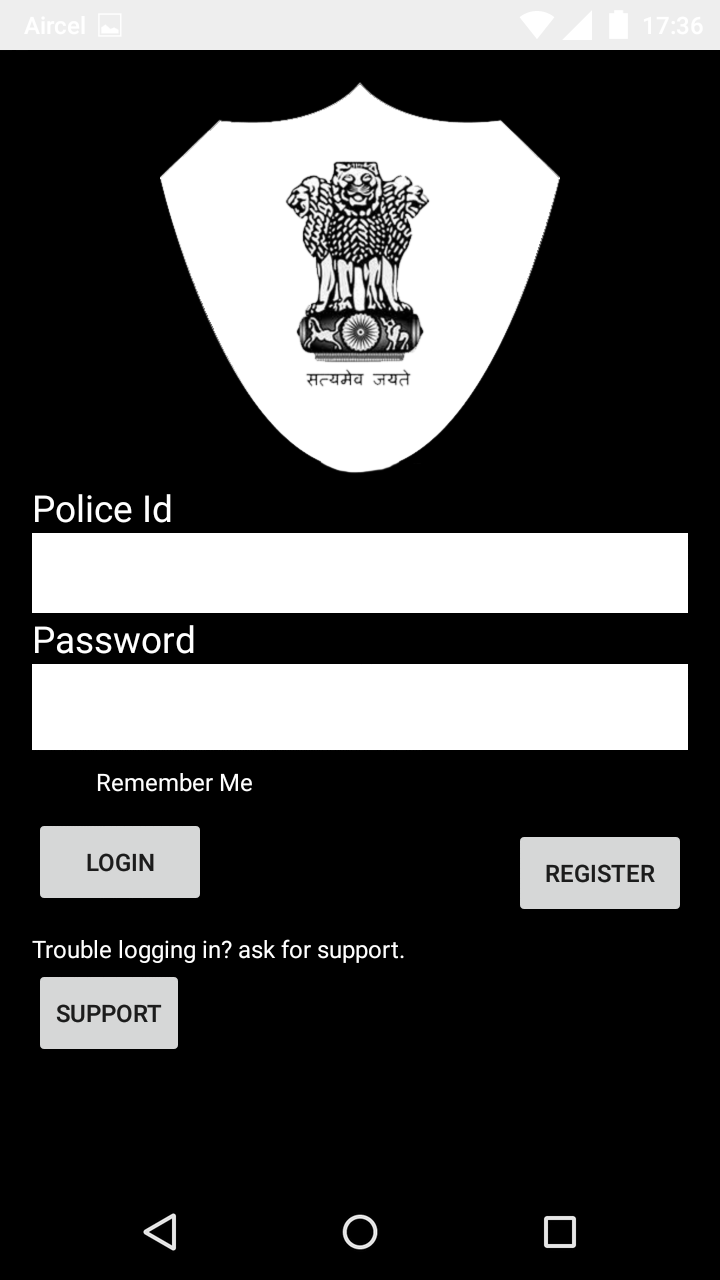 Aircel 17:36
सत्यमेव जयते
Police Id
Password
Remember Me
LOGIN
REGISTER
Trouble logging in? ask for support.
SUPPORT